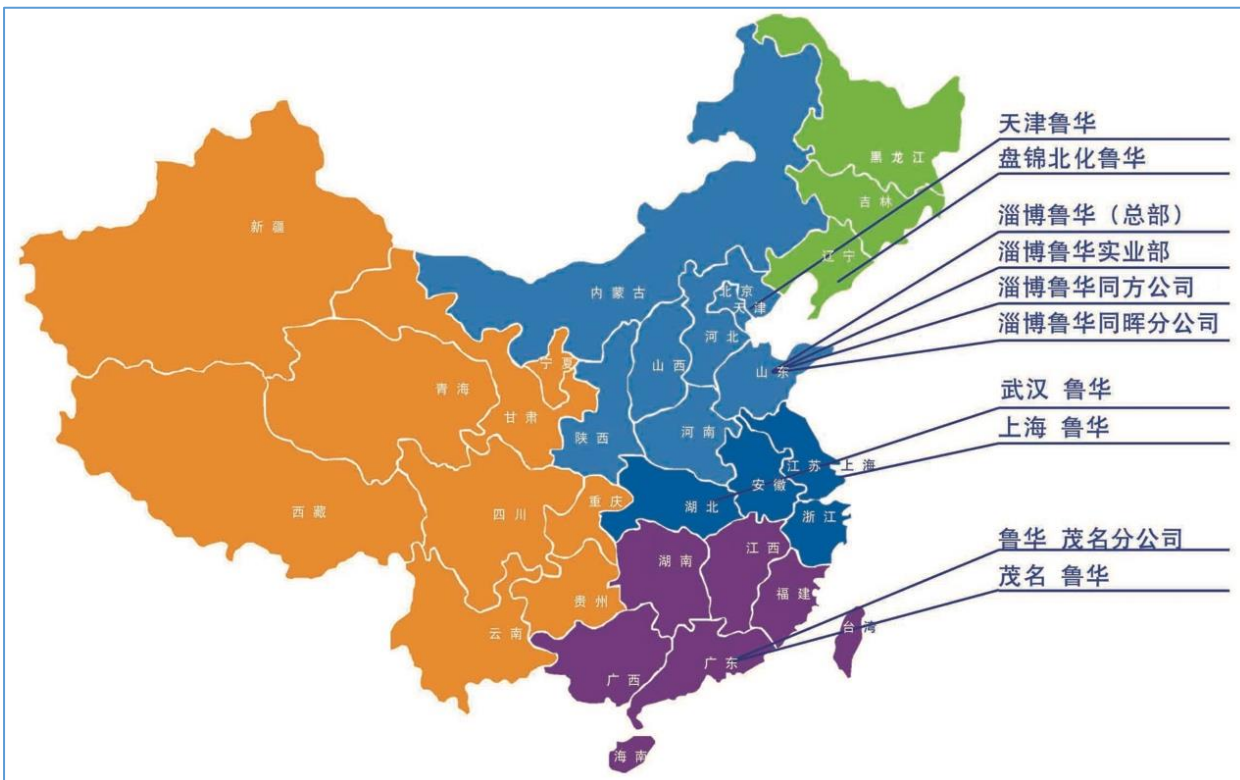 天津鲁华
盘锦北化鲁华
淄博鲁华（总部）
淄博鲁华实业部
淄博鲁华同方公司
淄博鲁华同晖分公司
武汉 鲁华
上海 鲁华
鲁华 茂名分公司
茂名 鲁华
黑龙江
吉林
辽宁
新疆
内蒙古
北京
天津
河北
山西
山东
宁夏
青海
甘肃
陕西
河南
江苏
上海
安徽
湖北
重庆
四川
西藏
浙江
江西
湖南
福建
贵州
云南
台湾
广东
广西
海南